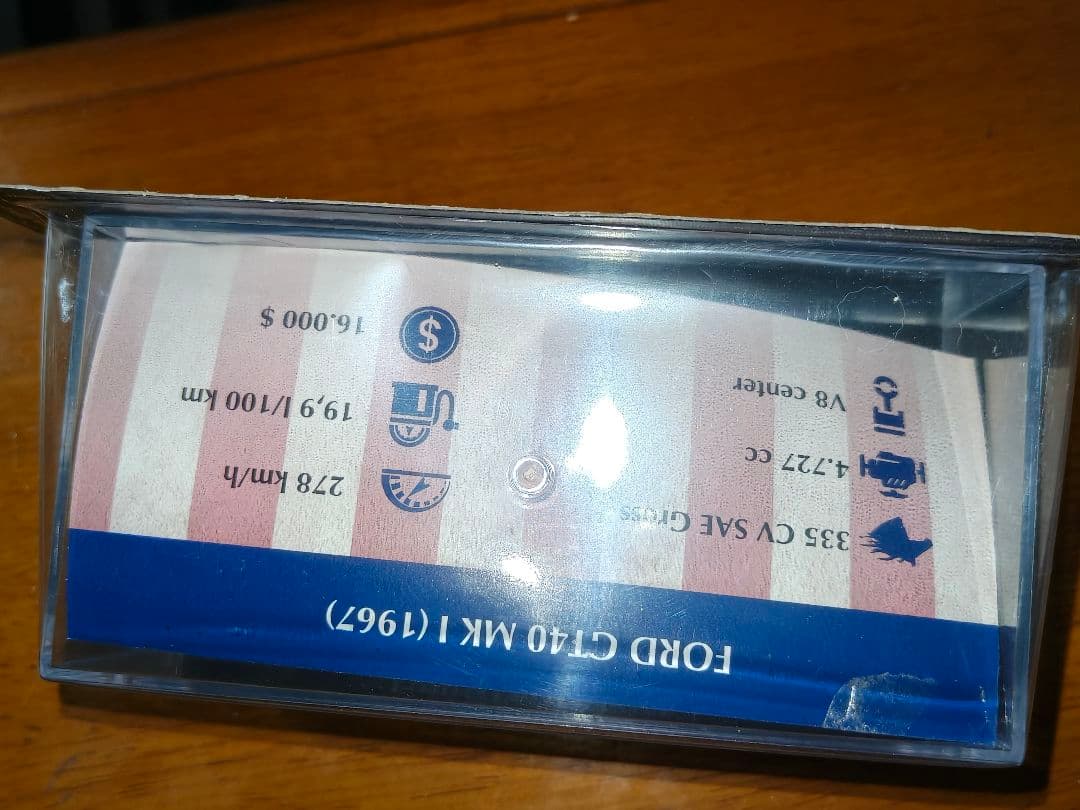 FORD GT40 MK I (1967)
335 CV SAE Gross
4.727 cc
V8 center
278 km/h
19,9 l/100 km
16.000 $